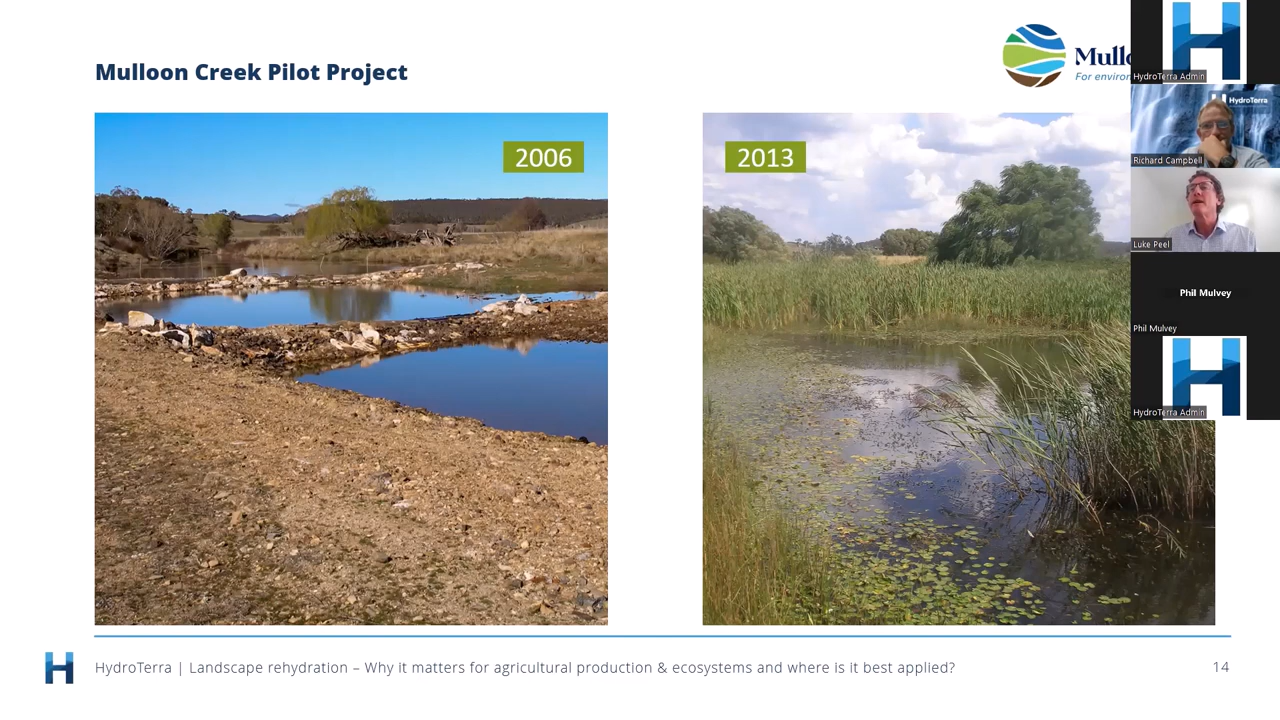 Mulloon Creek Pilot Project
For environ
HydroTerra Admin
HydroTerra
Richard Campbell
Luke Peel
Phil Mulvey
Phil Mulvey
HydroTerra Admin
2006
2013
HydroTerra | Landscape rehydration – Why it matters for agricultural production & ecosystems and where is it best applied?
14